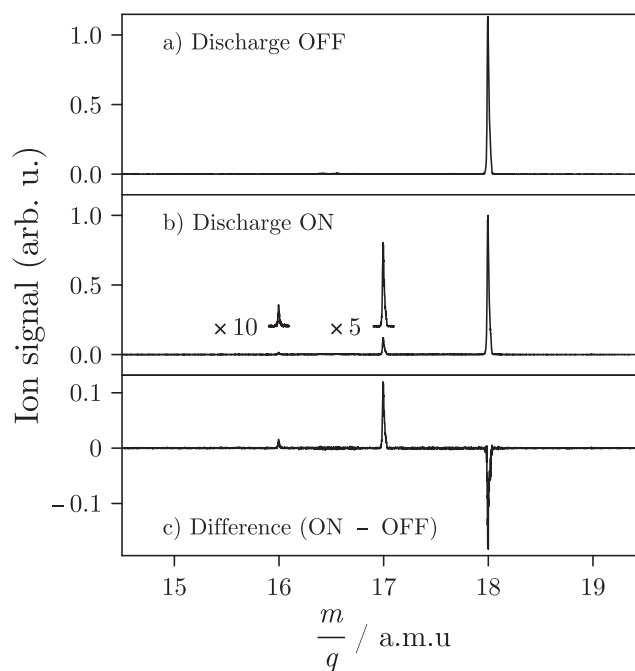 Ion signal (arb. u.)
1.0
0.5
0.0
a) Discharge OFF
1.0
0.5
0.0
b) Discharge ON
× 10
× 5
0.1
0
−0.1
c) Difference (ON − OFF)
15 16 17 18 19
m/q / a.m.u